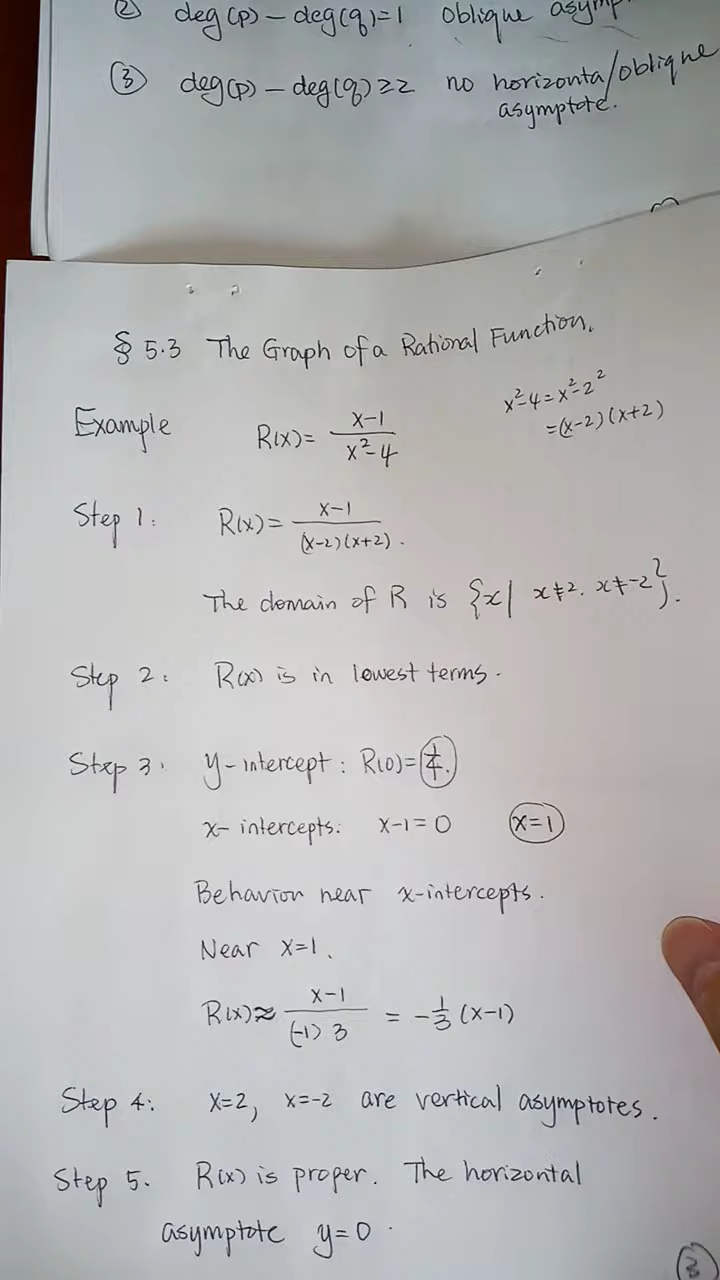 ② deg(p) - deg(q)=1 oblique asymp
③ deg(p) - deg(q)≥2 no horizontal/oblique
asymptote.
§ 5.3 The Graph of a Rational Function.
Example R(x)= (x-1)/(x²-4)
x²-4=x²-2²
=(x-2)(x+2)
Step 1: R(x)= (x-1)/((x-2)(x+2)).
The domain of R is {x| x≠2. x≠-2}.
Step 2: R(x) is in lowest terms.
Step 3: y-intercept: R(0)=1/4.
x-intercepts: x-1=0 x=1
Behavior near x-intercepts.
Near x=1.
R(x)≈ (x-1)/((-1)3) = -1/3 (x-1)
Step 4: x=2, x=-2 are vertical asymptotes.
Step 5. R(x) is proper. The horizontal
asymptote y=0.
③